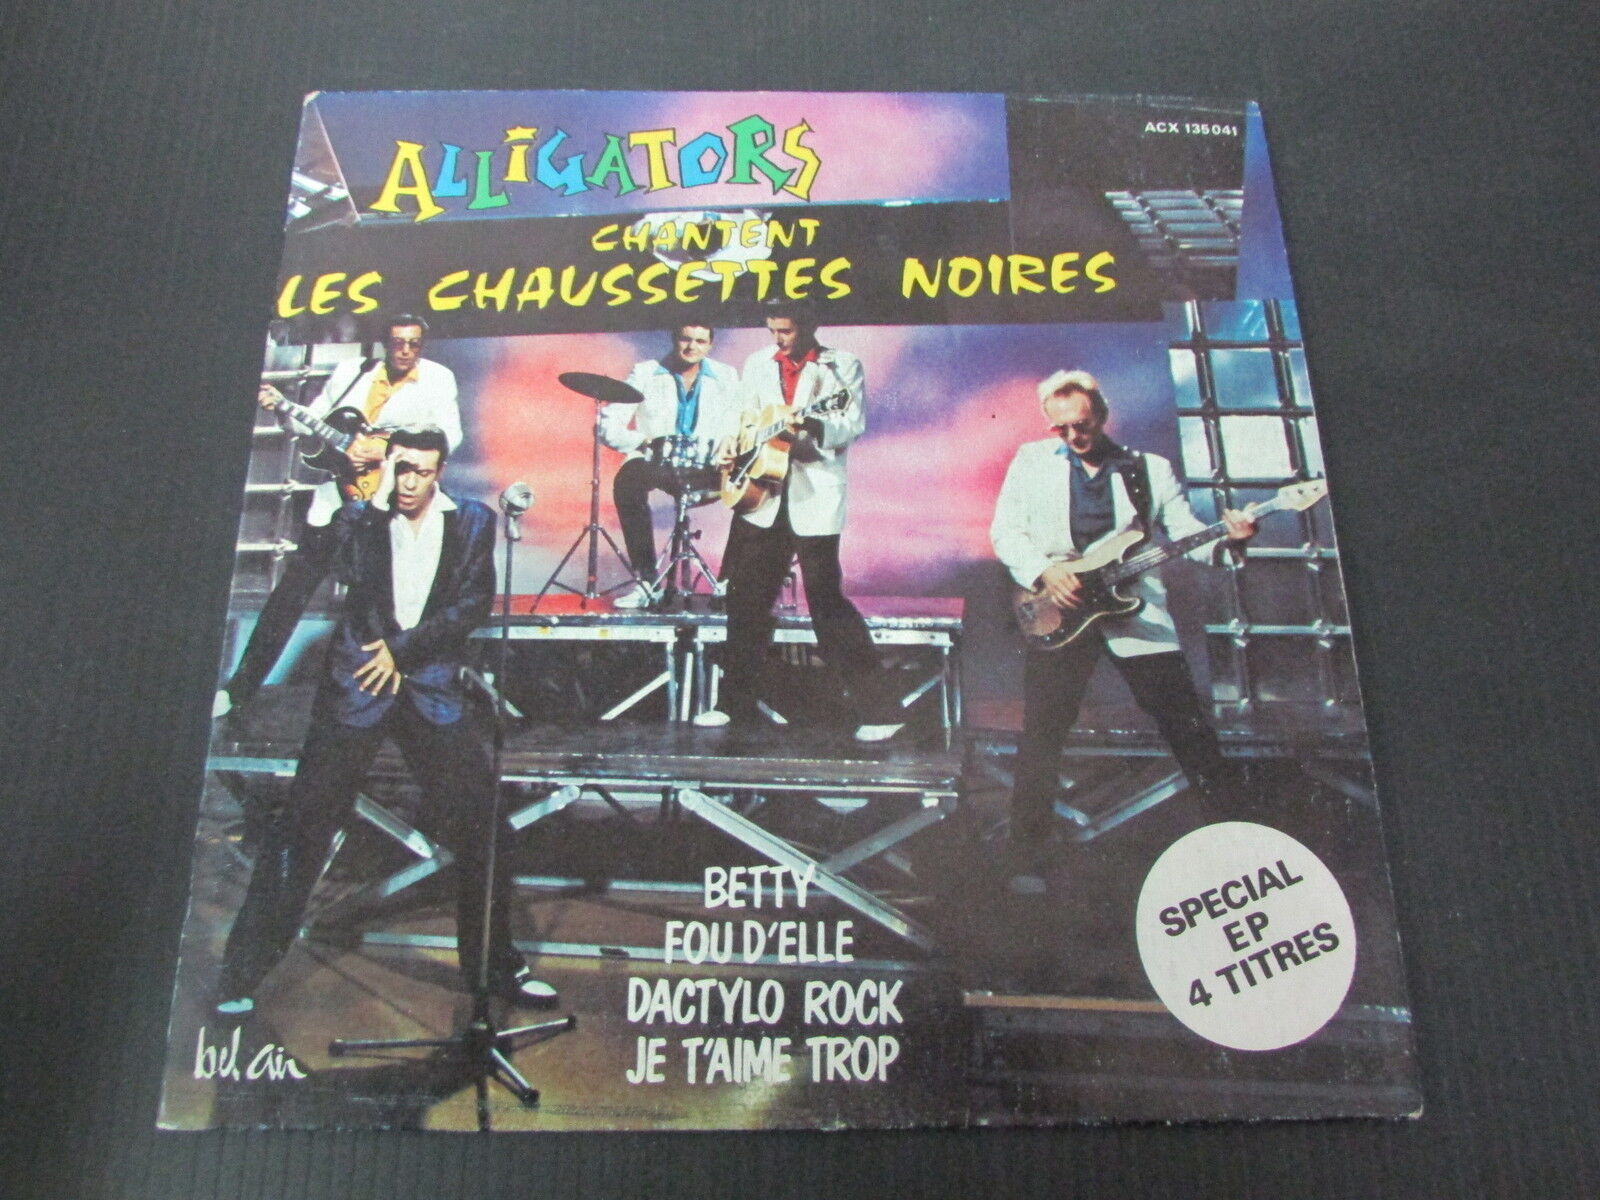 ALLIGATORS
ACX 135041
CHANTENT
LES CHAUSSETTES NOIRES
BETTY
FOU D'ELLE
DACTYLO ROCK
JE T'AIME TROP
SPECIAL
EP
4 TITRES
bel air